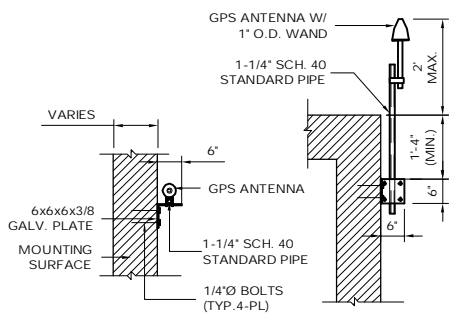 GPS ANTENNA W/
1" O.D. WAND
1-1/4" SCH. 40
STANDARD PIPE
2'
MAX.
1'-4"
(MIN.)
6"
6"
VARIES
6"
GPS ANTENNA
6x6x6x3/8
GALV. PLATE
MOUNTING
SURFACE
1-1/4" SCH. 40
STANDARD PIPE
1/4"Ø BOLTS
(TYP.4-PL)